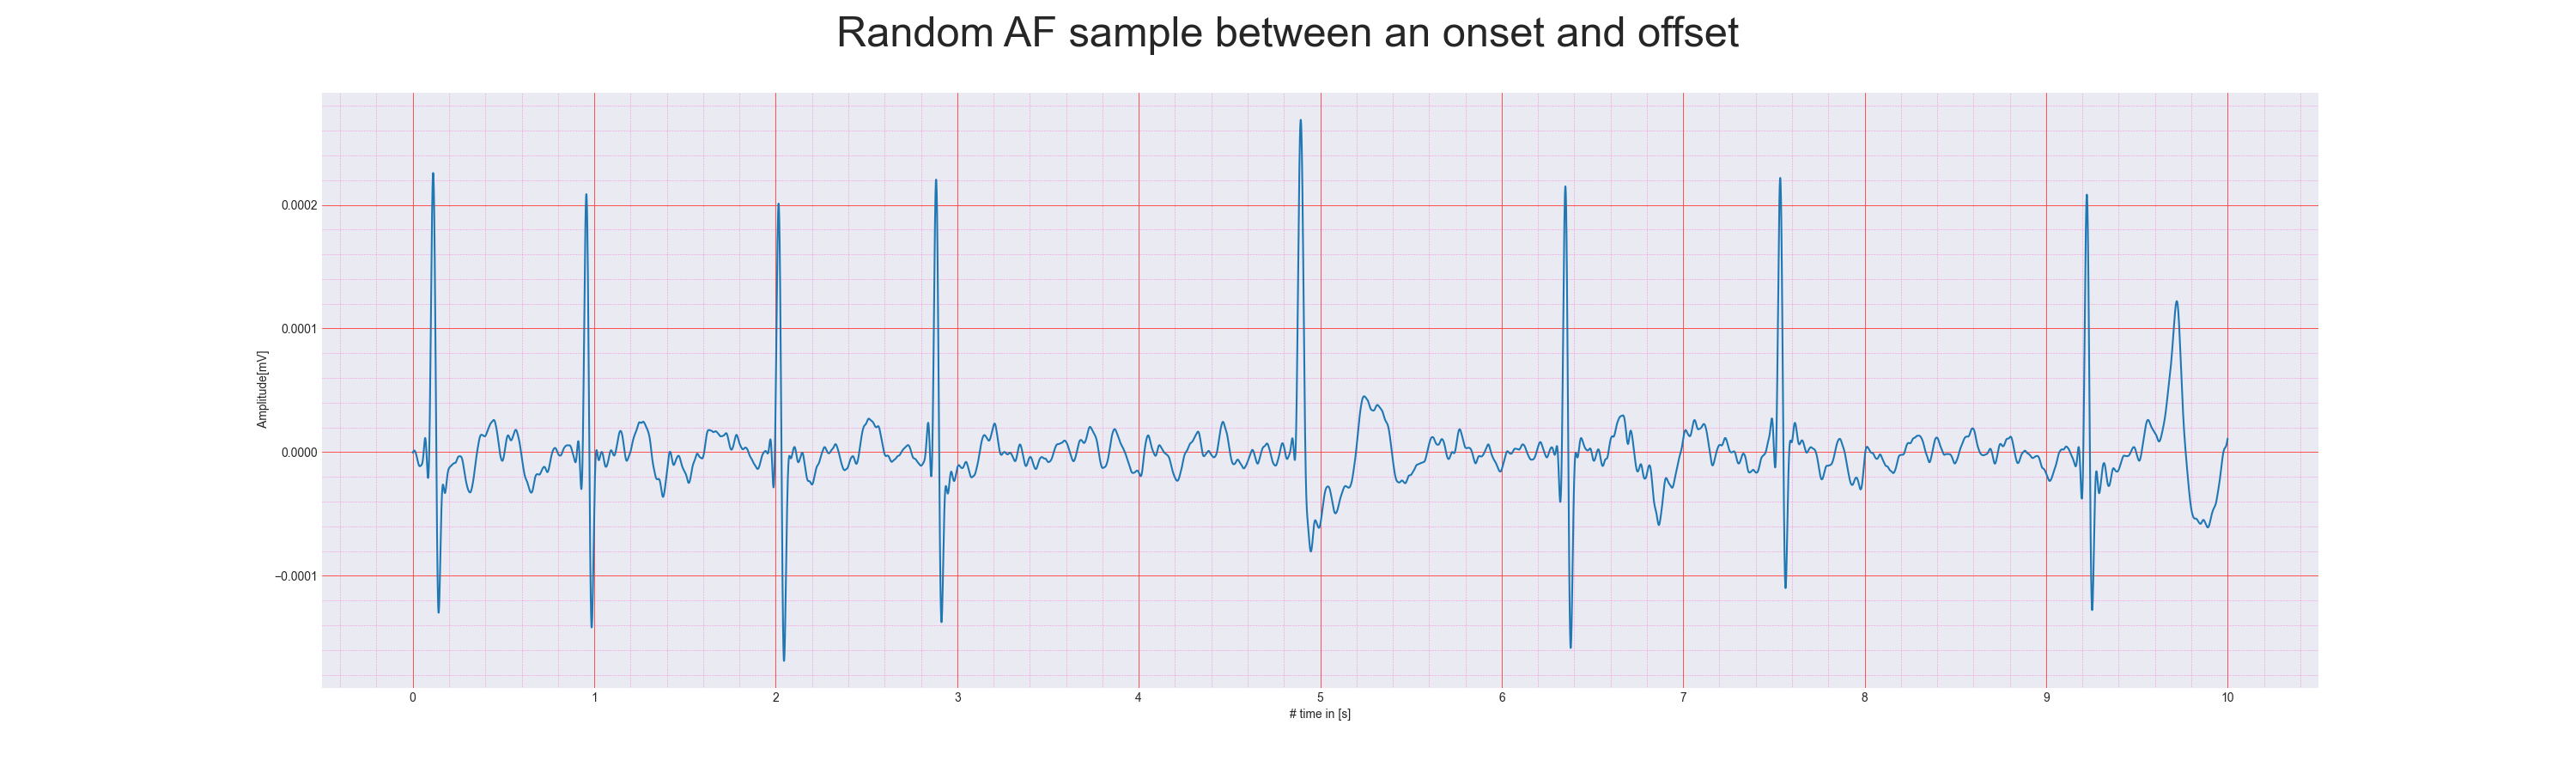 Random AF sample between an onset and offset
Amplitude[mV]
0.0002
0.0001
0.0000
−0.0001
0 1 2 3 4 5 6 7 8 9 10
# time in [s]